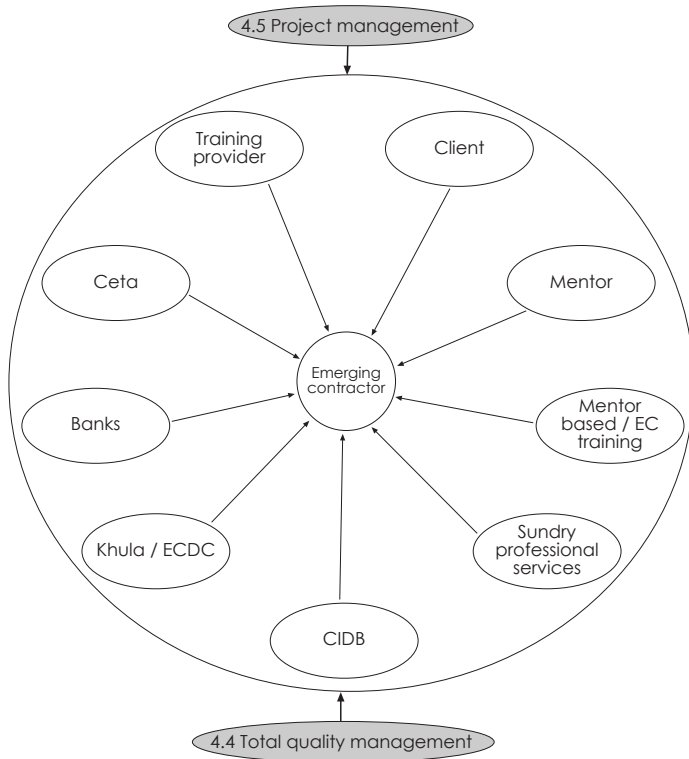 4.5 Project management
Training
provider
Client
Ceta
Mentor
Emerging
contractor
Banks
Mentor
based / EC
training
Khula / ECDC
Sundry
professional
services
CIDB
4.4 Total quality management